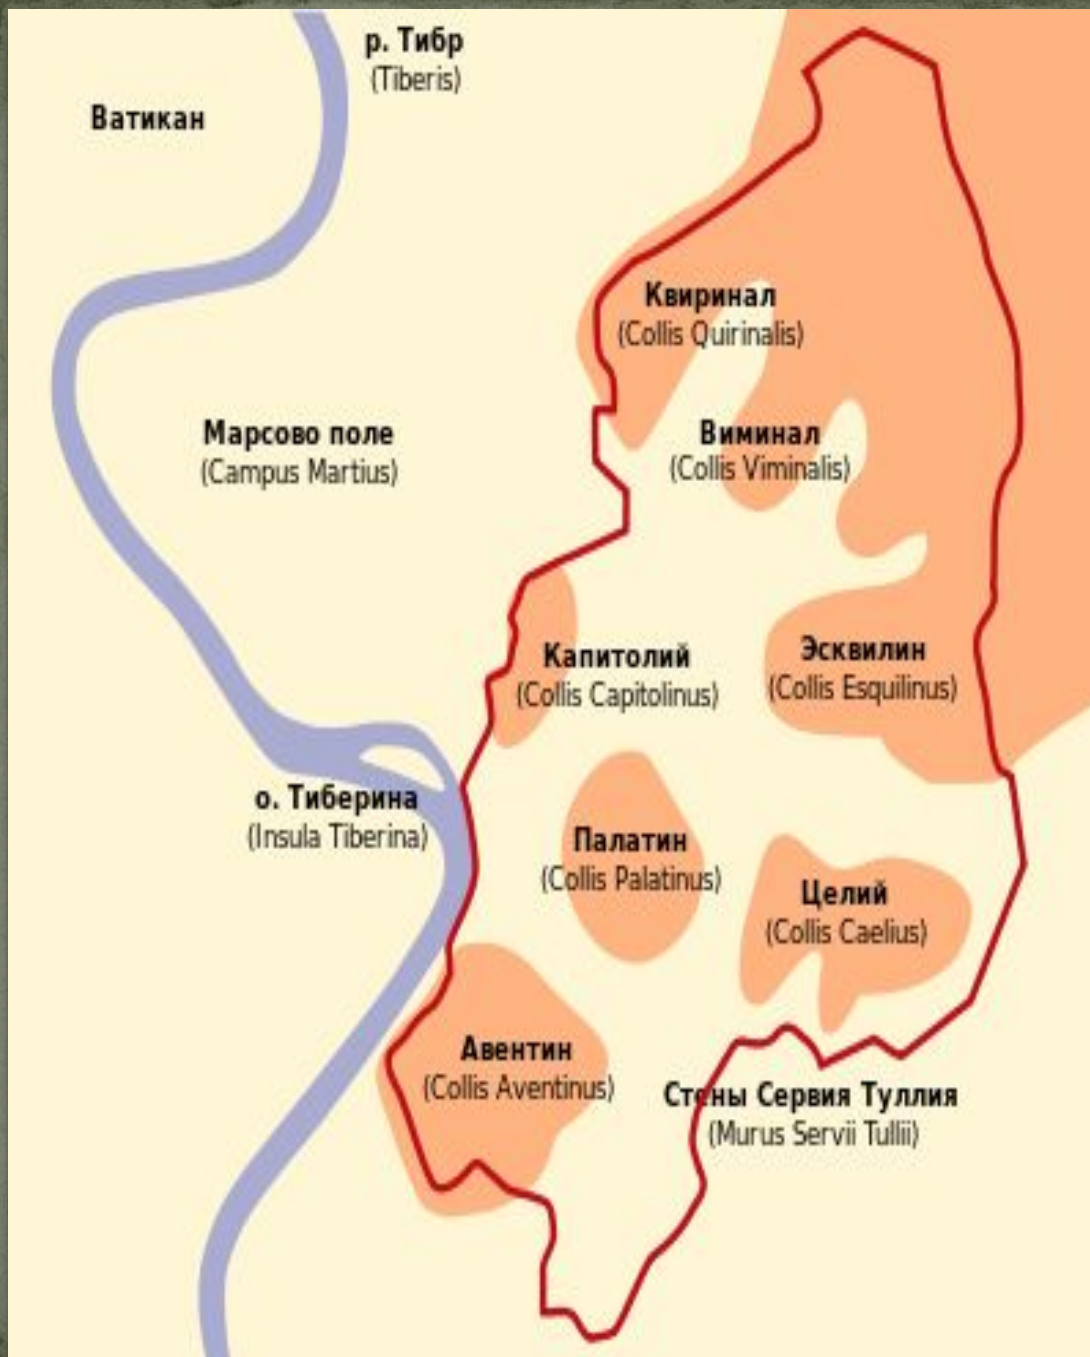 р. Тибр
(Tiberis)
Ватикан
Квиринал
(Collis Quirinalis)
Марсово поле
(Campus Martius)
Виминал
(Collis Viminalis)
Капитолий
(Collis Capitolinus)
Эсквилин
(Collis Esquilinus)
о. Тиберина
(Insula Tiberina)
Палатин
(Collis Palatinus)
Целий
(Collis Caelius)
Авентин
(Collis Aventinus)
Стены Сервия Туллия
(Murus Servii Tullii)